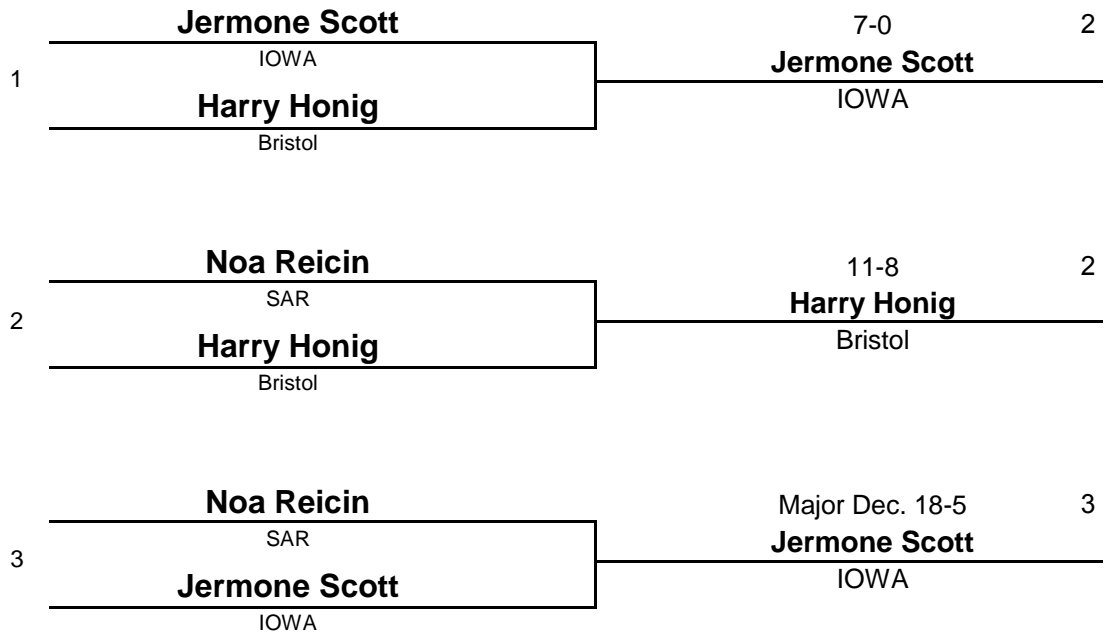 Jermone Scott
IOWA
1
Harry Honig
Bristol
7-0 2
Jermone Scott
IOWA
Noa Reicin
SAR
2
Harry Honig
Bristol
11-8 2
Harry Honig
Bristol
Noa Reicin
SAR
3
Jermone Scott
IOWA
Major Dec. 18-5 3
Jermone Scott
IOWA